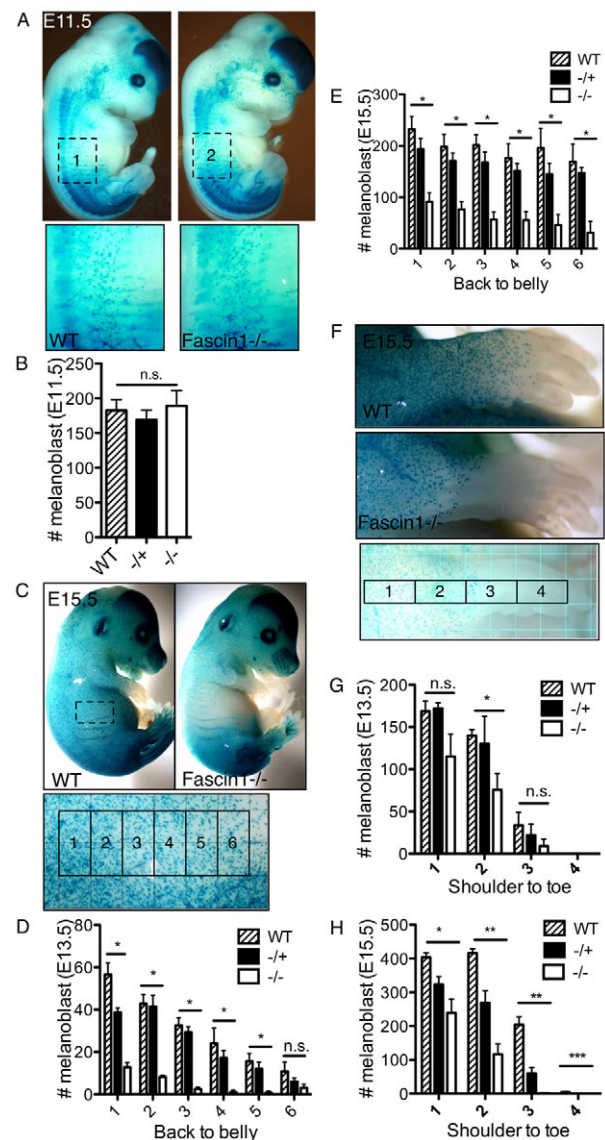 A
E11.5
1
2
WT
Fascin1-/-
B
# melanoblast (E11.5)
250
200
150
100
50
0
n.s.
WT
-/+
-/-
C
E15.5
WT
Fascin1-/-
1 2 3 4 5 6
D
# melanoblast (E13.5)
60
40
20
0
WT
-/+
-/-
* * * * * n.s.
1 2 3 4 5 6
Back to belly
E
# melanoblast (E15.5)
300
200
100
0
WT
-/+
-/-
* * * * * *
1 2 3 4 5 6
Back to belly
F
E15.5
WT
Fascin1-/-
1 2 3 4
G
# melanoblast (E13.5)
200
150
100
50
0
WT
-/+
-/-
n.s. * n.s.
1 2 3 4
Shoulder to toe
H
# melanoblast (E15.5)
500
400
300
200
100
0
WT
-/+
-/-
* ** ** ***
1 2 3 4
Shoulder to toe